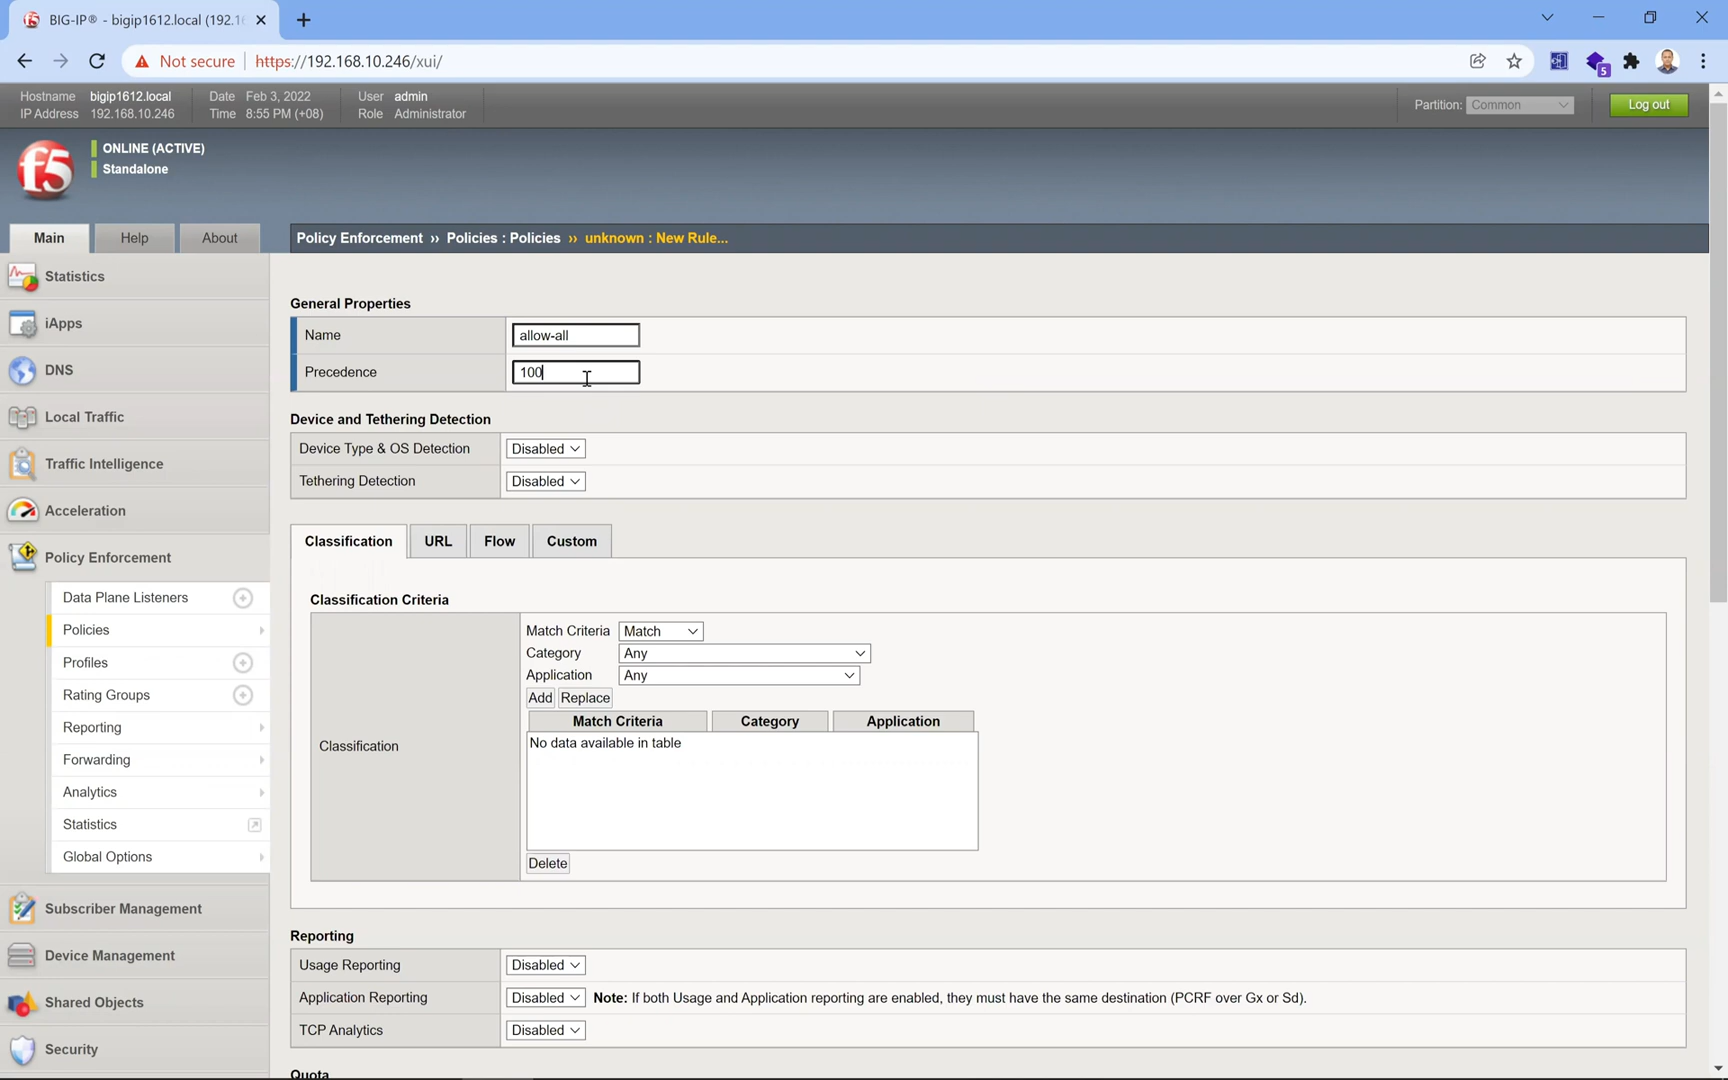 BIG-IP® - bigip1612.local (192.16
Not secure https://192.168.10.246/xui/
5
Hostname bigip1612.local Date Feb 3, 2022 User admin
IP Address 192.168.10.246 Time 8:55 PM (+08) Role Administrator
Partition: Common Log out
f5
ONLINE (ACTIVE)
Standalone
Main Help About
Policy Enforcement ›› Policies : Policies ›› unknown : New Rule...
Statistics
iApps
DNS
Local Traffic
Traffic Intelligence
Acceleration
Policy Enforcement
Data Plane Listeners
Policies
Profiles
Rating Groups
Reporting
Forwarding
Analytics
Statistics
Global Options
Subscriber Management
Device Management
Shared Objects
Security
General Properties
Name allow-all
Precedence 100
Device and Tethering Detection
Device Type & OS Detection Disabled
Tethering Detection Disabled
Classification URL Flow Custom
Classification Criteria
Classification
Match Criteria Match
Category Any
Application Any
Add Replace
Match Criteria Category Application
No data available in table
Delete
Reporting
Usage Reporting Disabled
Application Reporting Disabled Note: If both Usage and Application reporting are enabled, they must have the same destination (PCRF over Gx or Sd).
TCP Analytics Disabled
Quota